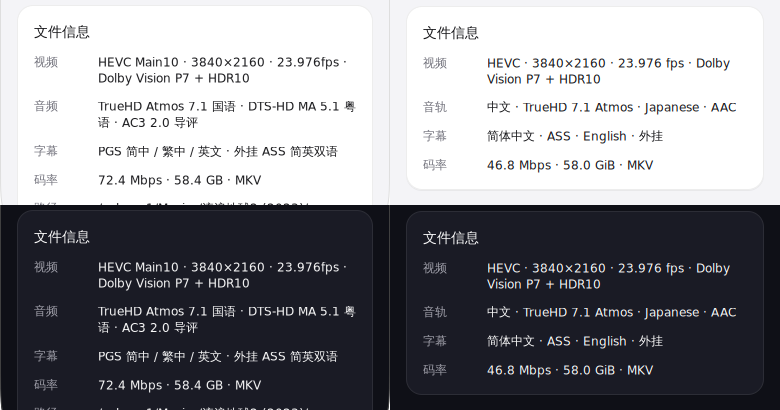 文件信息
视频 HEVC Main10 · 3840×2160 · 23.976fps ·
Dolby Vision P7 + HDR10
音频 TrueHD Atmos 7.1 国语 · DTS-HD MA 5.1 粤
语 · AC3 2.0 导评
字幕 PGS 简中 / 繁中 / 英文 · 外挂 ASS 简英双语
码率 72.4 Mbps · 58.4 GB · MKV
文件信息
视频 HEVC · 3840×2160 · 23.976 fps · Dolby
Vision P7 + HDR10
音轨 中文 · TrueHD 7.1 Atmos · Japanese · AAC
字幕 简体中文 · ASS · English · 外挂
码率 46.8 Mbps · 58.0 GiB · MKV
文件信息
视频 HEVC Main10 · 3840×2160 · 23.976fps ·
Dolby Vision P7 + HDR10
音频 TrueHD Atmos 7.1 国语 · DTS-HD MA 5.1 粤
语 · AC3 2.0 导评
字幕 PGS 简中 / 繁中 / 英文 · 外挂 ASS 简英双语
码率 72.4 Mbps · 58.4 GB · MKV
文件信息
视频 HEVC · 3840×2160 · 23.976 fps · Dolby
Vision P7 + HDR10
音轨 中文 · TrueHD 7.1 Atmos · Japanese · AAC
字幕 简体中文 · ASS · English · 外挂
码率 46.8 Mbps · 58.0 GiB · MKV